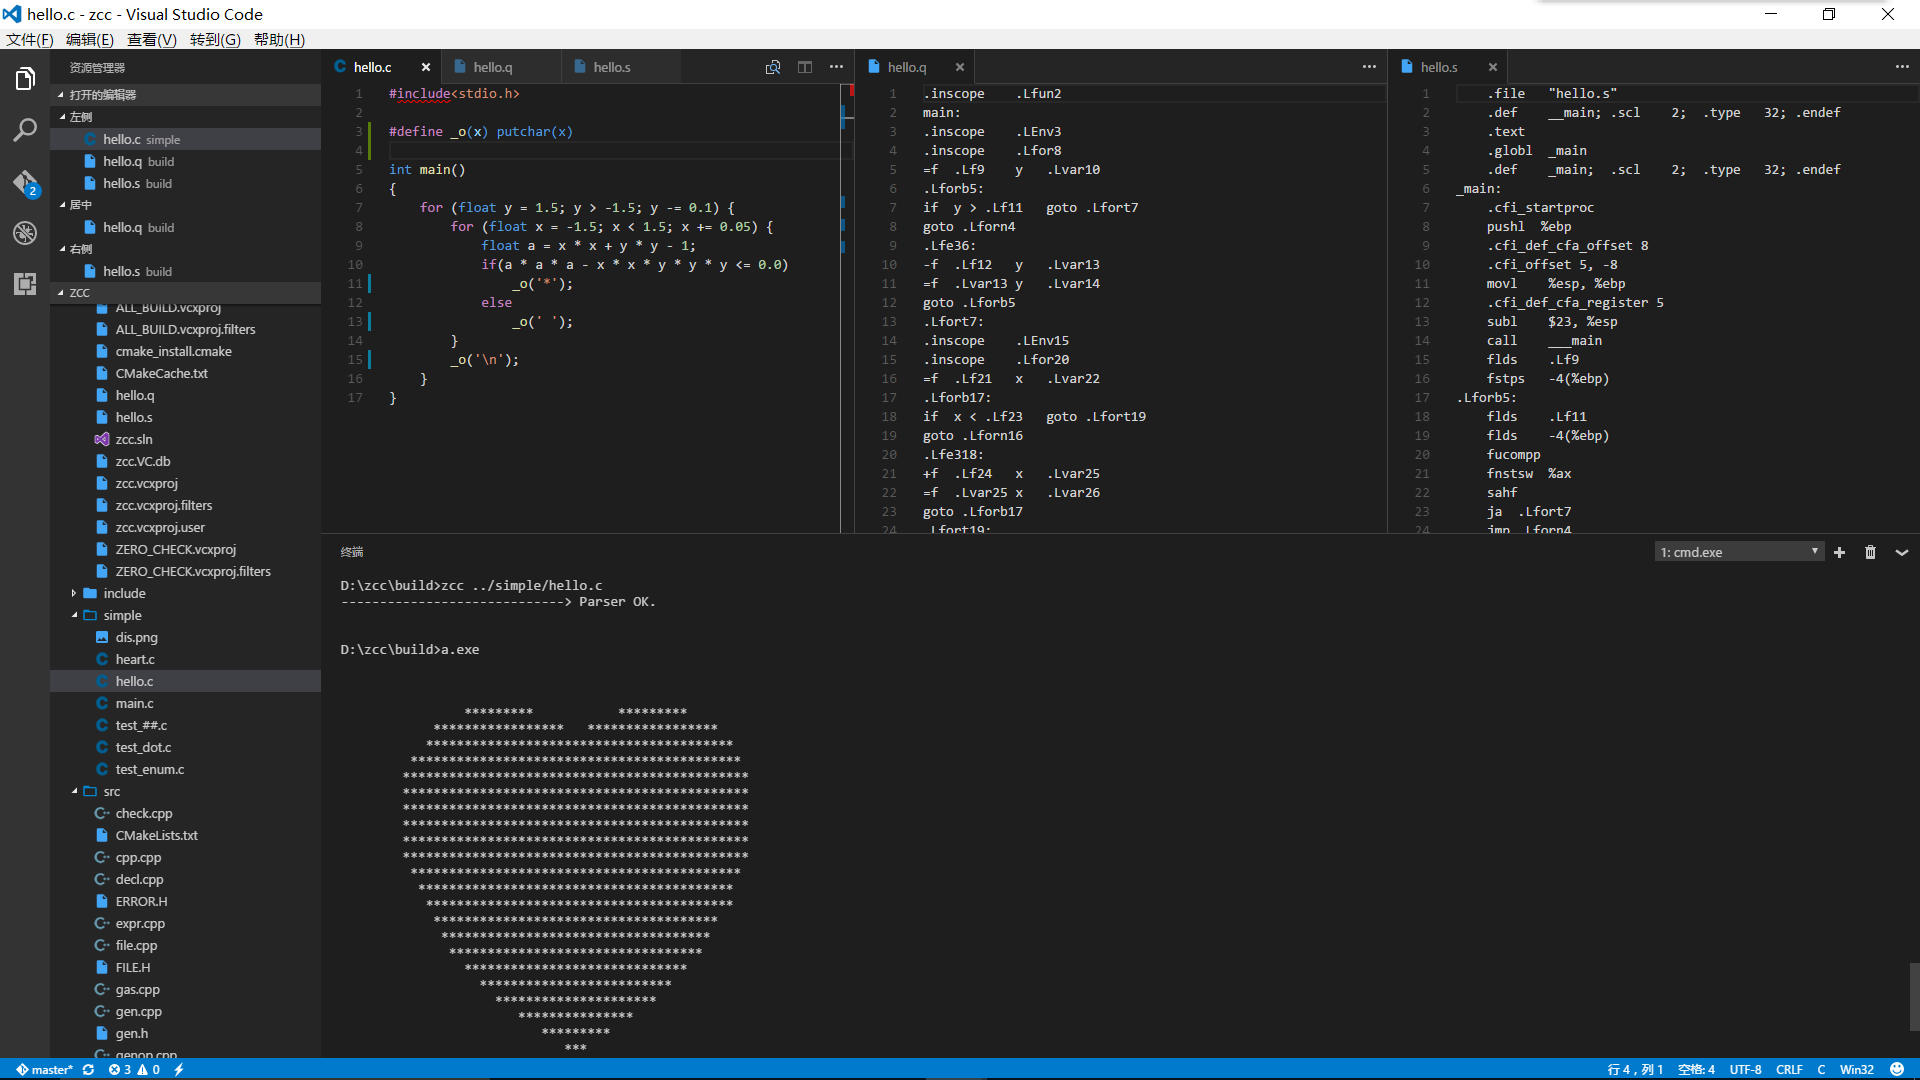 hello.c - zcc - Visual Studio Code
文件(F) 编辑(E) 查看(V) 转到(G) 帮助(H)
资源管理器
打开的编辑器
左侧
hello.c simple
hello.q build
hello.s build
居中
hello.q build
右侧
hello.s build
ZCC
ALL_BUILD.vcxproj
ALL_BUILD.vcxproj.filters
cmake_install.cmake
CMakeCache.txt
hello.q
hello.s
zcc.sln
zcc.VC.db
zcc.vcxproj
zcc.vcxproj.filters
zcc.vcxproj.user
ZERO_CHECK.vcxproj
ZERO_CHECK.vcxproj.filters
include
simple
dis.png
heart.c
hello.c
main.c
test_##.c
test_dot.c
test_enum.c
src
check.cpp
CMakeLists.txt
cpp.cpp
decl.cpp
ERROR.H
expr.cpp
file.cpp
FILE.H
gas.cpp
gen.cpp
gen.h
genop.cpp
2
hello.c hello.q hello.s
1 #include<stdio.h>
2
3 #define _o(x) putchar(x)
4
5 int main()
6 {
7     for (float y = 1.5; y > -1.5; y -= 0.1) {
8         for (float x = -1.5; x < 1.5; x += 0.05) {
9             float a = x * x + y * y - 1;
10             if(a * a * a - x * x * y * y * y <= 0.0)
11                 _o('*');
12             else
13                 _o(' ');
14         }
15         _o('\n');
16     }
17 }
hello.q
1 .inscope    .Lfun2
2 main:
3 .inscope    .LEnv3
4 .inscope    .Lfor8
5 =f  .Lf9    y   .Lvar10
6 .Lforb5:
7 if  y > .Lf11   goto .Lfort7
8 goto .Lforn4
9 .Lfe36:
10 -f  .Lf12   y   .Lvar13
11 =f  .Lvar13 y   .Lvar14
12 goto .Lforb5
13 .Lfort7:
14 .inscope    .LEnv15
15 .inscope    .Lfor20
16 =f  .Lf21   x   .Lvar22
17 .Lforb17:
18 if  x < .Lf23   goto .Lfort19
19 goto .Lforn16
20 .Lfe318:
21 +f  .Lf24   x   .Lvar25
22 =f  .Lvar25 x   .Lvar26
23 goto .Lforb17
24 .Lfort19:
hello.s
1     .file   "hello.s"
2     .def    __main; .scl    2;  .type   32; .endef
3     .text
4     .globl  _main
5     .def    _main;  .scl    2;  .type   32; .endef
6 _main:
7     .cfi_startproc
8     pushl  %ebp
9     .cfi_def_cfa_offset 8
10     .cfi_offset 5, -8
11     movl    %esp, %ebp
12     .cfi_def_cfa_register 5
13     subl    $23, %esp
14     call    ___main
15     flds    .Lf9
16     fstps   -4(%ebp)
17 .Lforb5:
18     flds    .Lf11
19     flds    -4(%ebp)
20     fucompp
21     fnstsw  %ax
22     sahf
23     ja  .Lfort7
24     jmp .Lforn4
终端
1: cmd.exe
D:\zcc\build>zcc ../simple/hello.c
-----------------------------> Parser OK.
D:\zcc\build>a.exe
                *********           *********
            *****************   *****************
           ****************************************
         *******************************************
        *********************************************
        *********************************************
        *********************************************
        *********************************************
        *********************************************
        *********************************************
         *******************************************
          *****************************************
           ****************************************
            *************************************
             ***********************************
              *********************************
                *****************************
                  *************************
                    *********************
                       ***************
                          *********
                             ***
master* 3 0
行 4，列 1 空格: 4 UTF-8 CRLF C Win32